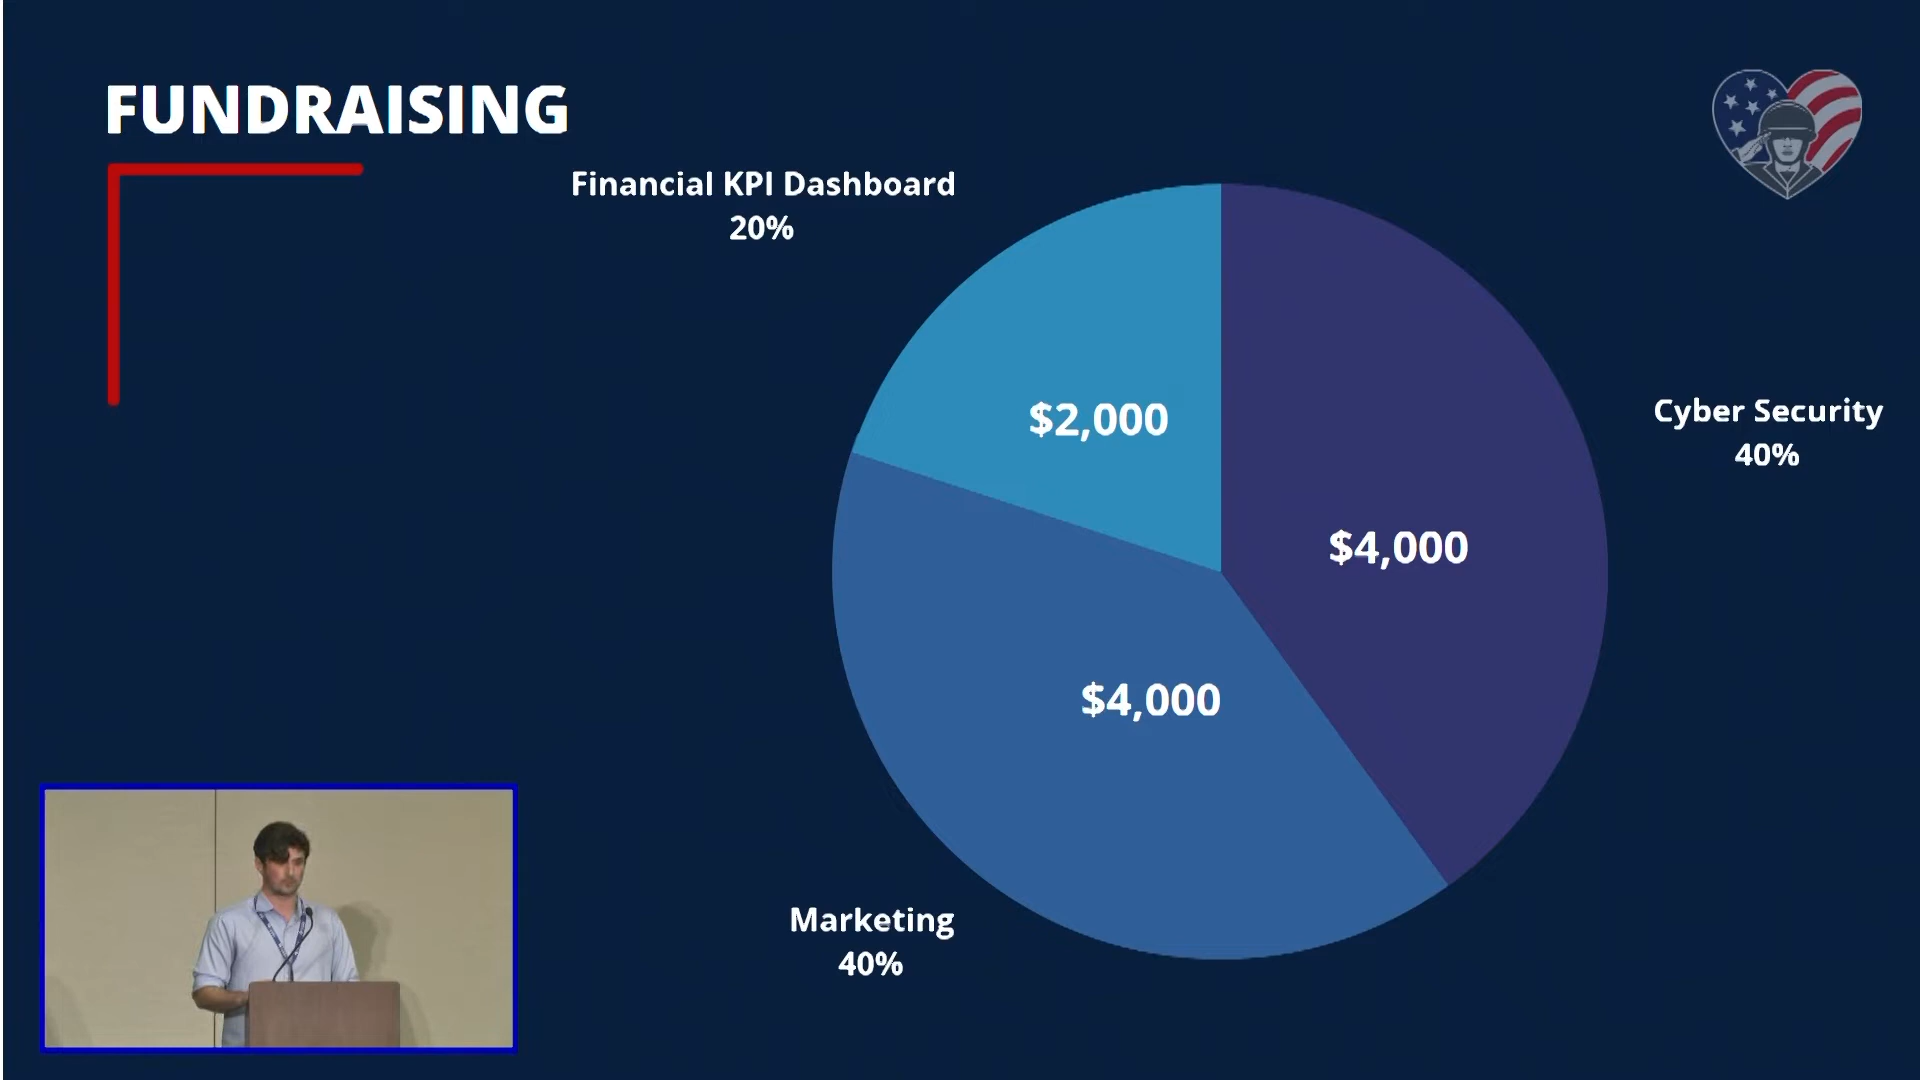 FUNDRAISING
Financial KPI Dashboard
20%
$2,000
Cyber Security
40%
$4,000
$4,000
Marketing
40%